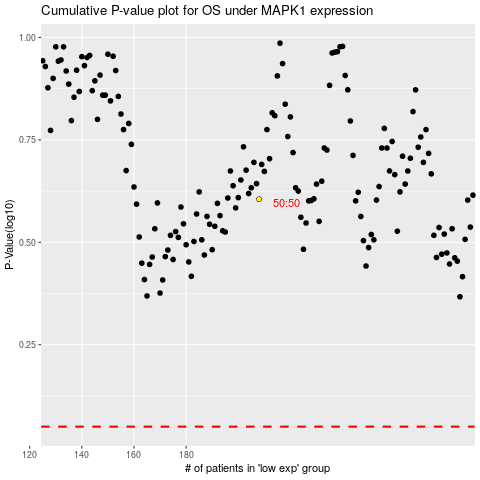 Cumulative P-value plot for OS under MAPK1 expression
P-Value(log10)
1.00
0.75
0.50
0.25
50:50
120 140 160 180
# of patients in 'low exp' group